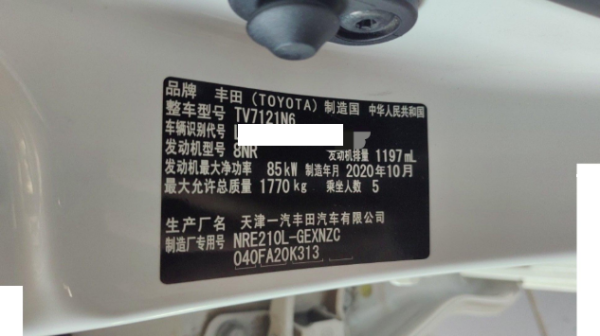 品牌 丰田（TOYOTA）制造国 中华人民共和国
整车型号 TV7121N6
车辆识别代号 L
发动机型号 8NR 发动机排量 1197 mL
发动机最大净功率 85kW 制造年月 2020年10月
最大允许总质量 1770kg 乘坐人数 5
生产厂名 天津一汽丰田汽车有限公司
制造厂专用号 NRE210L-GEXNZC
040FA20K313